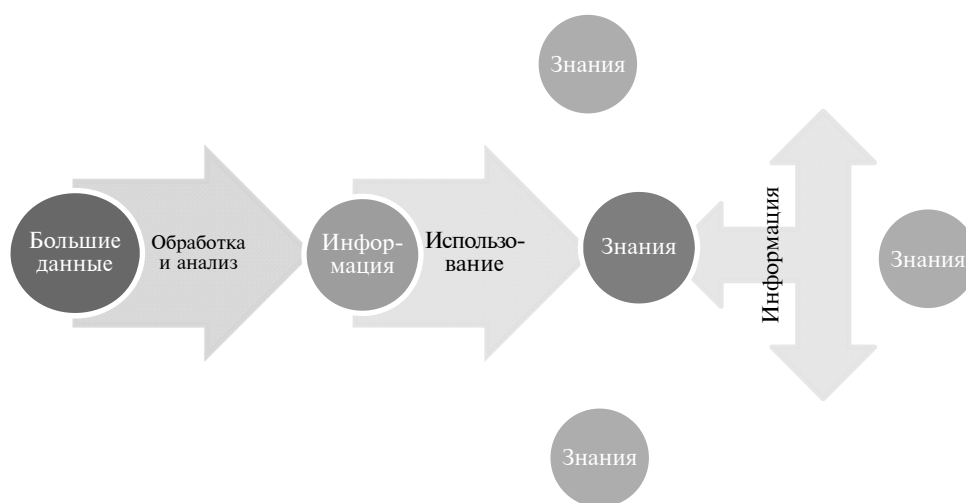 Знания
Большие
данные
Обработка
и анализ
Инфор-
мация
Использо-
вание
Знания
Информация
Знания
Знания